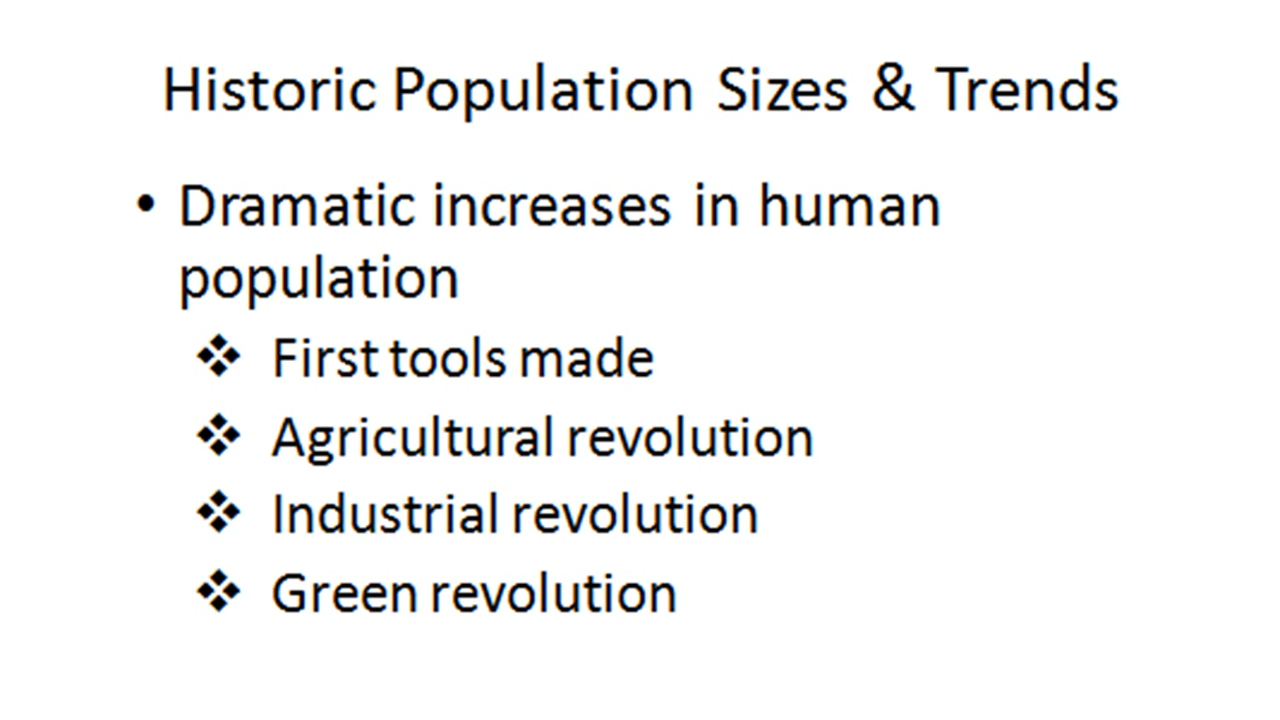 Historic Population Sizes & Trends
• Dramatic increases in human
population
❖ First tools made
❖ Agricultural revolution
❖ Industrial revolution
❖ Green revolution